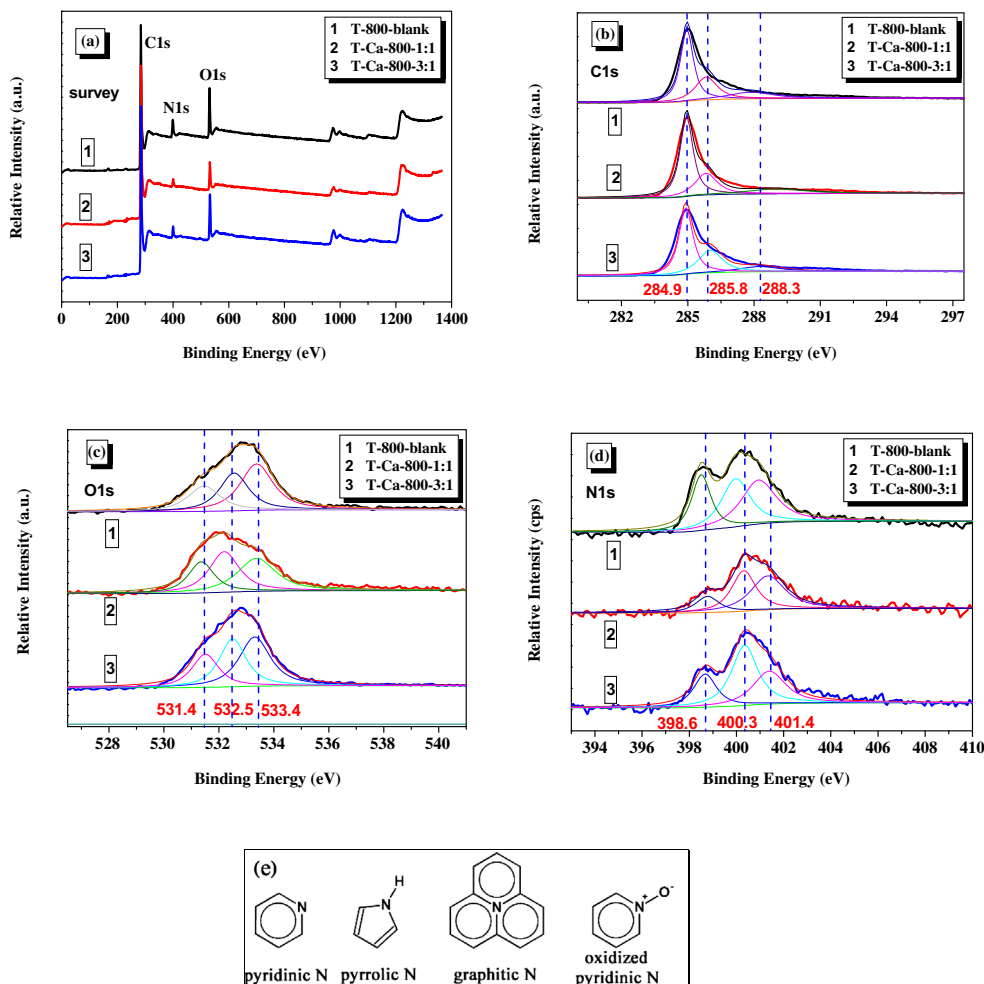 (a)
1 T-800-blank
2 T-Ca-800-1:1
3 T-Ca-800-3:1
C1s
O1s
N1s
survey
1
2
3
Relative Intensity (a.u.)
0 200 400 600 800 1000 1200 1400
Binding Energy (eV)
(b)
C1s
1 T-800-blank
2 T-Ca-800-1:1
3 T-Ca-800-3:1
1
2
3
284.9 285.8 288.3
Relative Intensity (a.u.)
282 285 288 291 294 297
Binding Energy (eV)
(c)
O1s
1 T-800-blank
2 T-Ca-800-1:1
3 T-Ca-800-3:1
1
2
3
531.4 532.5 533.4
Relative Intensity (a.u.)
528 530 532 534 536 538 540
Binding Energy (eV)
(d)
N1s
1 T-800-blank
2 T-Ca-800-1:1
3 T-Ca-800-3:1
1
2
3
398.6 400.3 401.4
Relative Intensity (cps)
394 396 398 400 402 404 406 408 410
Binding Energy (eV)
(e)
N
H
N
N
N+ O-
pyridinic N pyrrolic N graphitic N oxidized
pyridinic N